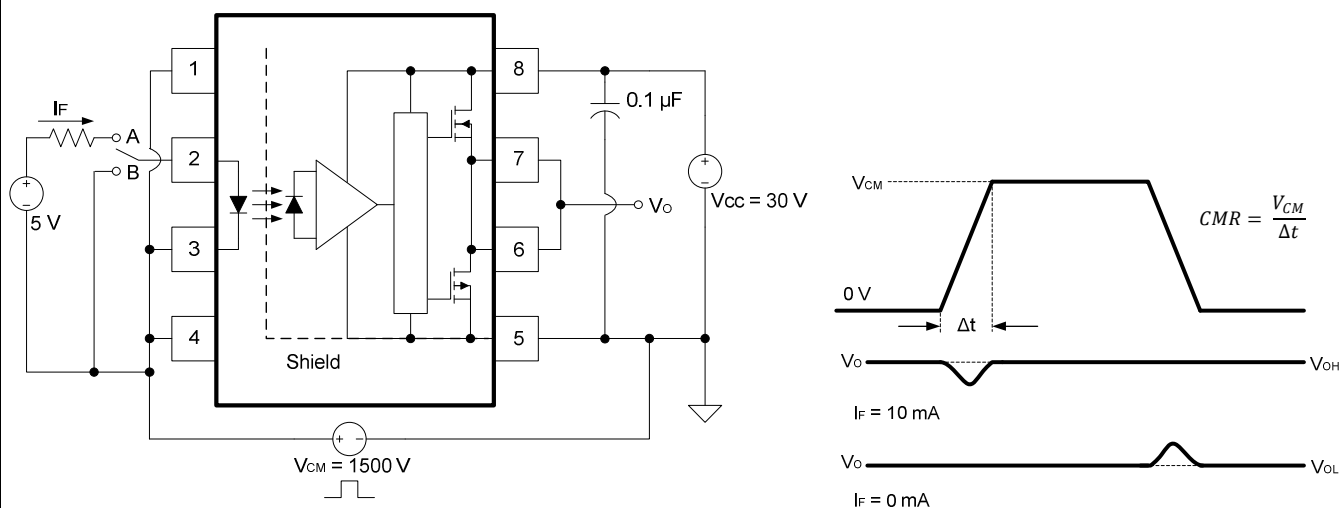 1
8
IF
A
0.1 µF
2
7
B
VCM
CMR = VCM / Δt
VO
VCC = 30 V
5 V
3
6
0 V
4
5
Δt
Shield
VO
VOH
IF = 10 mA
VCM = 1500 V
VO
VOL
IF = 0 mA